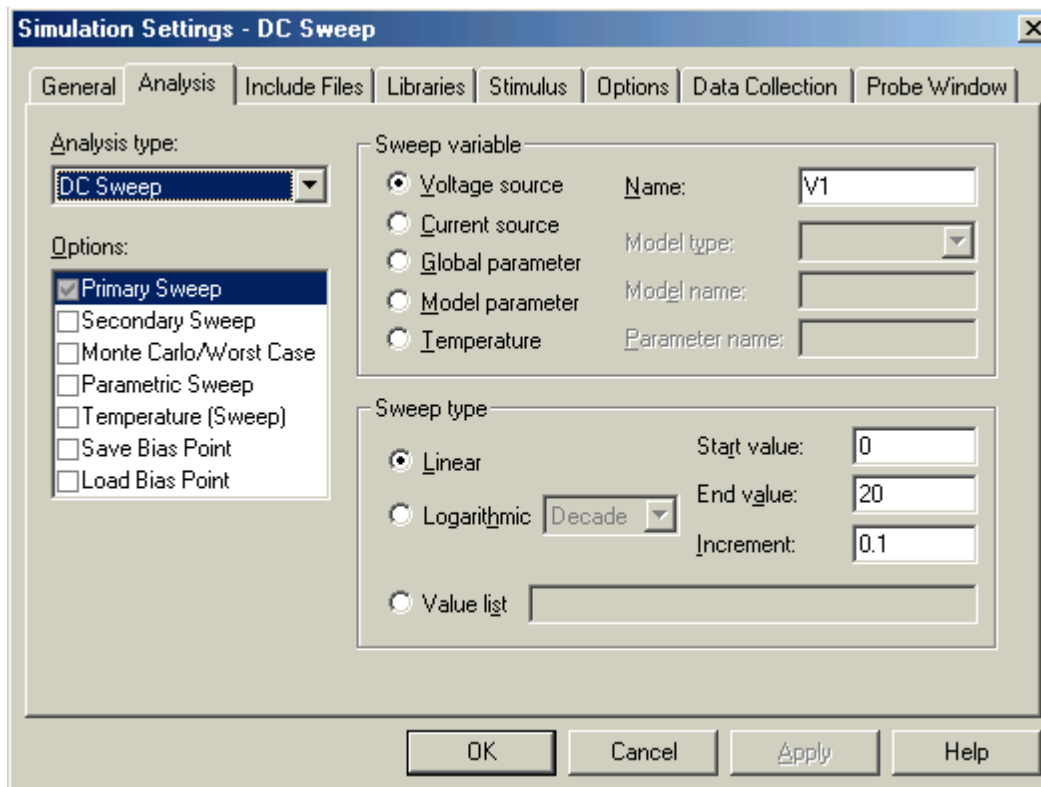 Simulation Settings - DC Sweep
General Analysis Include Files Libraries Stimulus Options Data Collection Probe Window
Analysis type:
DC Sweep
Options:
Primary Sweep
Secondary Sweep
Monte Carlo/Worst Case
Parametric Sweep
Temperature (Sweep)
Save Bias Point
Load Bias Point
Sweep variable
Voltage source
Current source
Global parameter
Model parameter
Temperature
Name: V1
Model type:
Model name:
Parameter name:
Sweep type
Linear
Logarithmic Decade
Value list
Start value: 0
End value: 20
Increment: 0.1
OK Cancel Apply Help